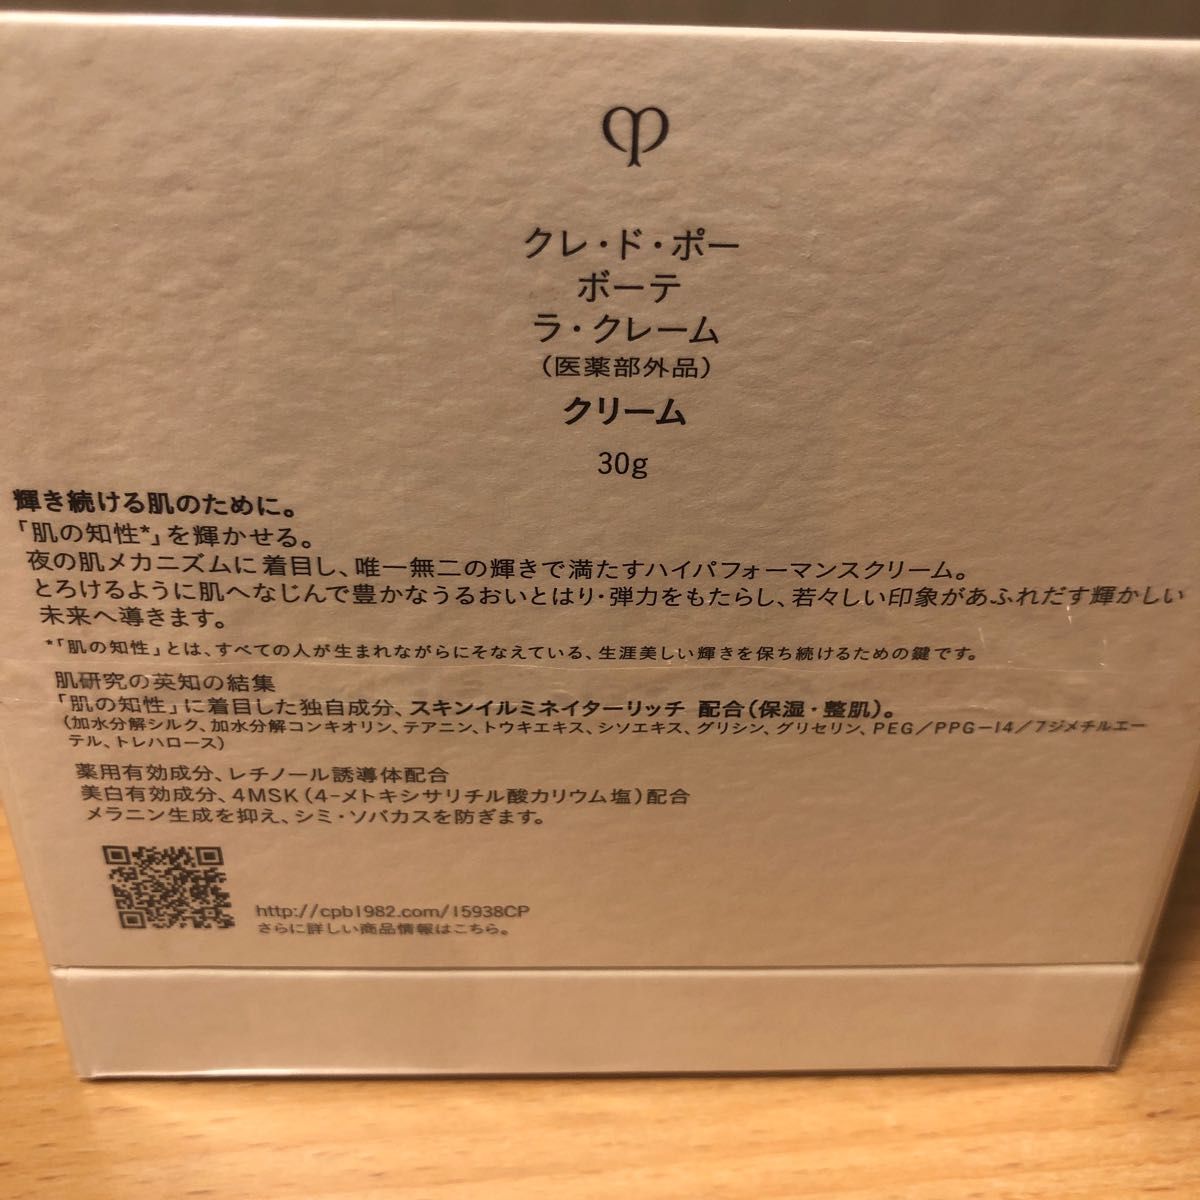 クレ・ド・ポー
ボーテ
ラ・クレーム
（医薬部外品）
クリーム
30g
輝き続ける肌のために。
「肌の知性*」を輝かせる。
夜の肌メカニズムに着目し、唯一無二の輝きで満たすハイパフォーマンスクリーム。
とろけるように肌へなじんで豊かなうるおいとはり・弾力をもたらし、若々しい印象があふれだす輝かしい
未来へ導きます。
*「肌の知性」とは、すべての人が生まれながらにそなえている、生涯美しい輝きを保ち続けるための鍵です。
肌研究の英知の結集
「肌の知性」に着目した独自成分、スキンイルミネイターリッチ 配合（保湿・整肌）。
（加水分解シルク、加水分解コンキオリン、テアニン、トウキエキス、シソエキス、グリシン、グリセリン、PEG／PPG－14／7ジメチルエー
テル、トレハロース）
薬用有効成分、レチノール誘導体配合
美白有効成分、4MSK（4-メトキシサリチル酸カリウム塩）配合
メラニン生成を抑え、シミ・ソバカスを防ぎます。
http://cpb1982.com/15938CP
さらに詳しい商品情報はこちら。